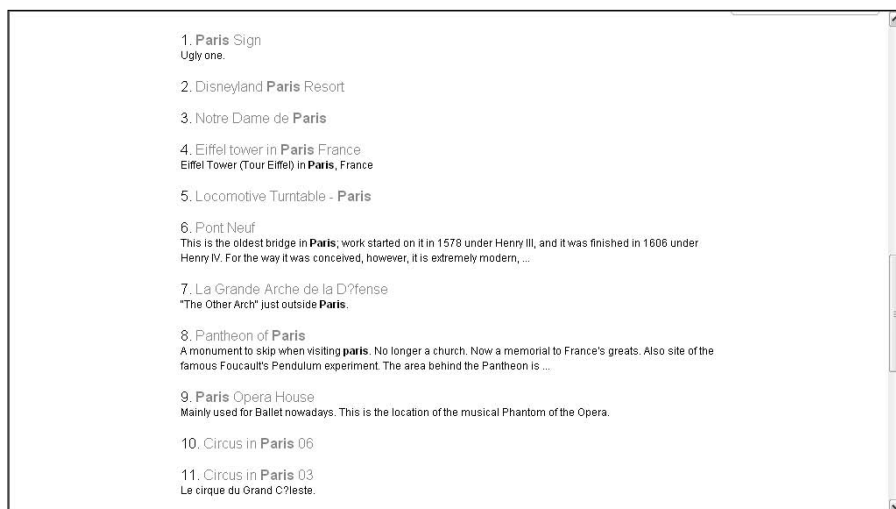 1. Paris Sign
Ugly one.
2. Disneyland Paris Resort
3. Notre Dame de Paris
4. Eiffel tower in Paris France
Eiffel Tower (Tour Eiffel) in Paris, France
5. Locomotive Turntable - Paris
6. Pont Neuf
This is the oldest bridge in Paris; work started on it in 1578 under Henry III, and it was finished in 1606 under
Henry IV. For the way it was conceived, however, it is extremely modern, ...
7. La Grande Arche de la D?fense
"The Other Arch" just outside Paris.
8. Pantheon of Paris
A monument to skip when visiting paris. No longer a church. Now a memorial to France's greats. Also site of the
famous Foucault's Pendulum experiment. The area behind the Pantheon is ...
9. Paris Opera House
Mainly used for Ballet nowadays. This is the location of the musical Phantom of the Opera.
10. Circus in Paris 06
11. Circus in Paris 03
Le cirque du Grand C?leste.